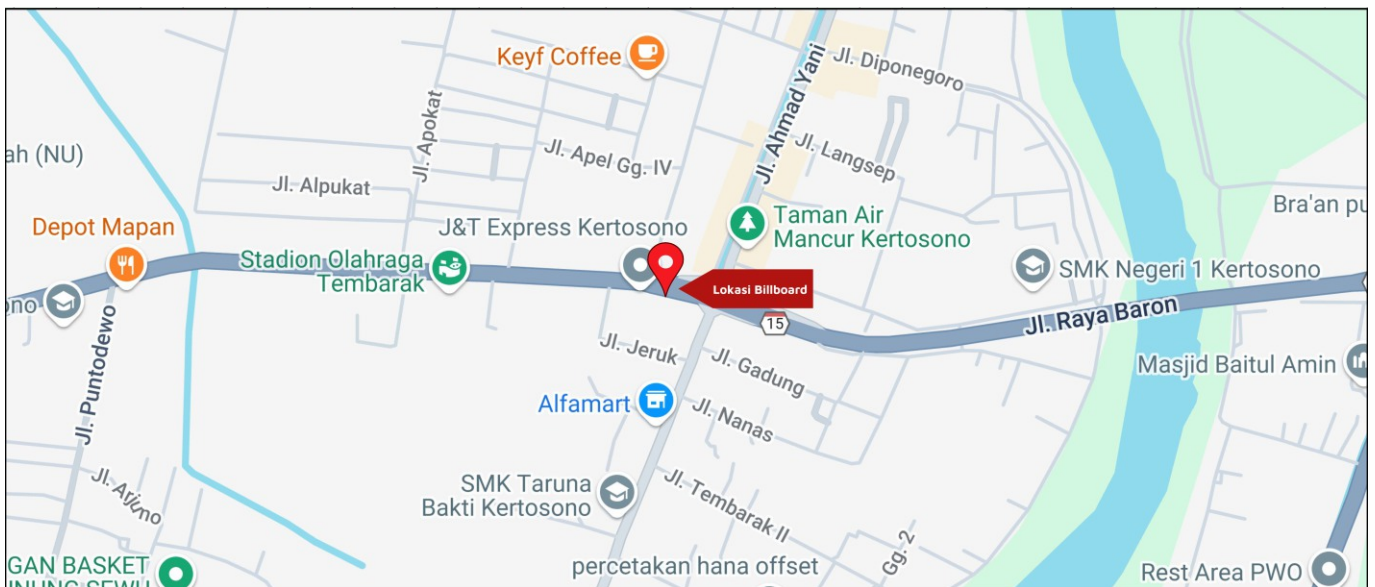 Keyf Coffee
Jl. Ahmad Yani
Jl. Diponegoro
Jl. Apokat
ah (NU)
Jl. Apel Gg. IV
Jl. Langsep
Jl. Alpukat
Depot Mapan
J&T Express Kertosono
Taman Air
Mancur Kertosono
Bra'an pu
Stadion Olahraga
Tembarak
SMK Negeri 1 Kertosono
Lokasi Billboard
ono
15
Jl. Raya Baron
Jl. Puntodewo
Jl. Jeruk
Jl. Gadung
Masjid Baitul Amin
Alfamart
Jl. Nanas
SMK Taruna
Bakti Kertosono
Jl. Tembarak II
Gg. 2
percetakan hana offset
GAN BASKET
Rest Area PWO